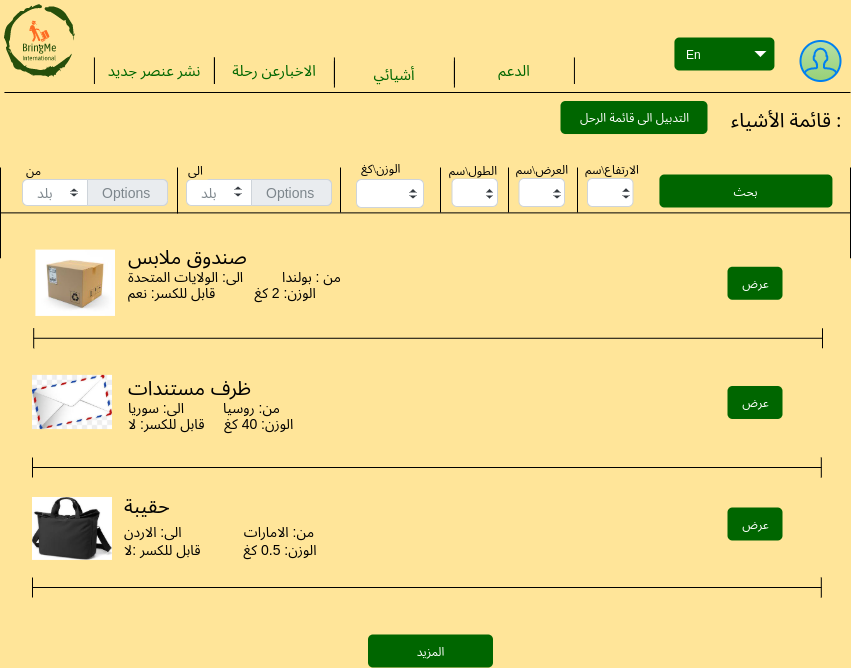 BringMe
International
نشر عنصر جديد
الاخبارعن رحلة
أشيائي
الدعم
En
قائمة الأشياء :
التدبيل الى قائمة الرحل
من
الى
الوزن\كغ
الطول\سم
العرض\سم
الارتفاع\سم
بلد Options
بلد Options
بحث
صندوق ملابس
من : بولندا الى: الولايات المتحدة
الوزن: 2 كغ قابل للكسر: نعم
عرض
ظرف مستندات
من: روسيا الى: سوريا
الوزن: 40 كغ قابل للكسر: لا
عرض
حقيبة
من: الامارات الى: الاردن
الوزن: 0.5 كغ قابل للكسر :لا
عرض
المزيد